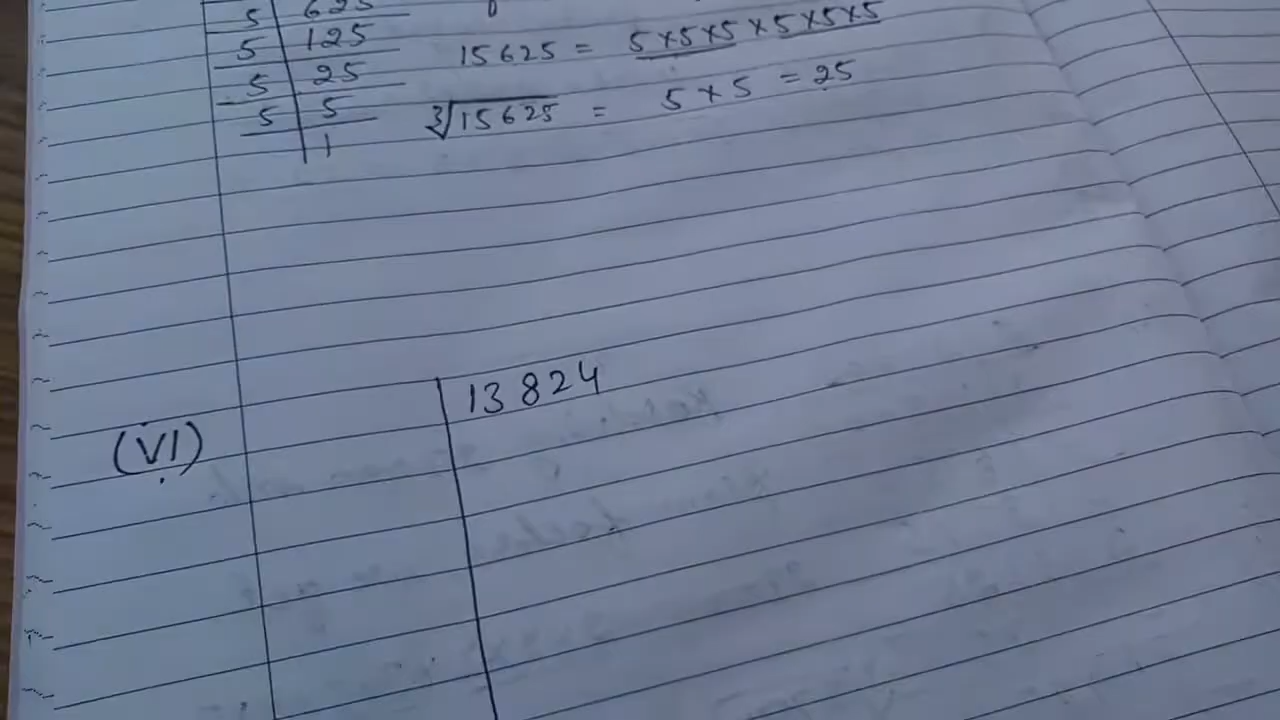 5 | 625
5 | 125 15625 = 5×5×5×5×5×5
5 | 25
5 | 5 ∛15625 = 5×5 = 25
1
13824
(VI)